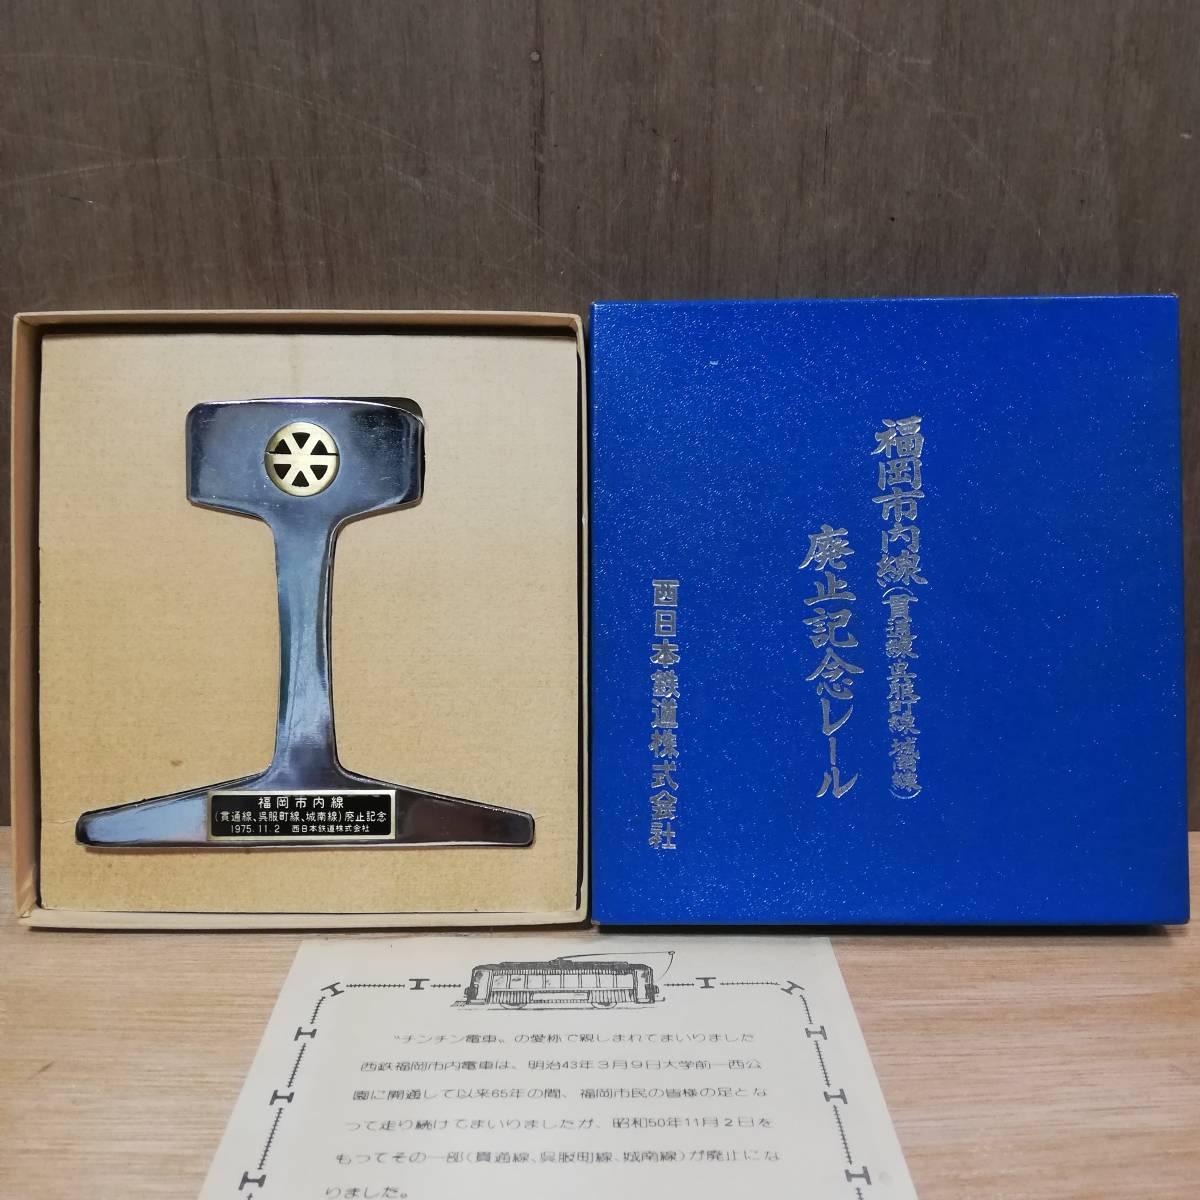 福岡市内線
(貫通線、呉服町線、城南線)廃止記念
1975.11.2 西日本鉄道株式会社
福岡市内線(貫通線呉服町線城南線)
廃止記念レール
西日本鉄道株式会社
〝チンチン電車〟の愛称で親しまれてまいりました
西鉄福岡市内電車は、明治43年3月9日大学前―西公
園に開通して以来65年の間、福岡市民の皆様の足とな
って走り続けてまいりましたが、昭和50年11月2日を
もってその一部(貫通線、呉服町線、城南線)が廃止にな
りました。